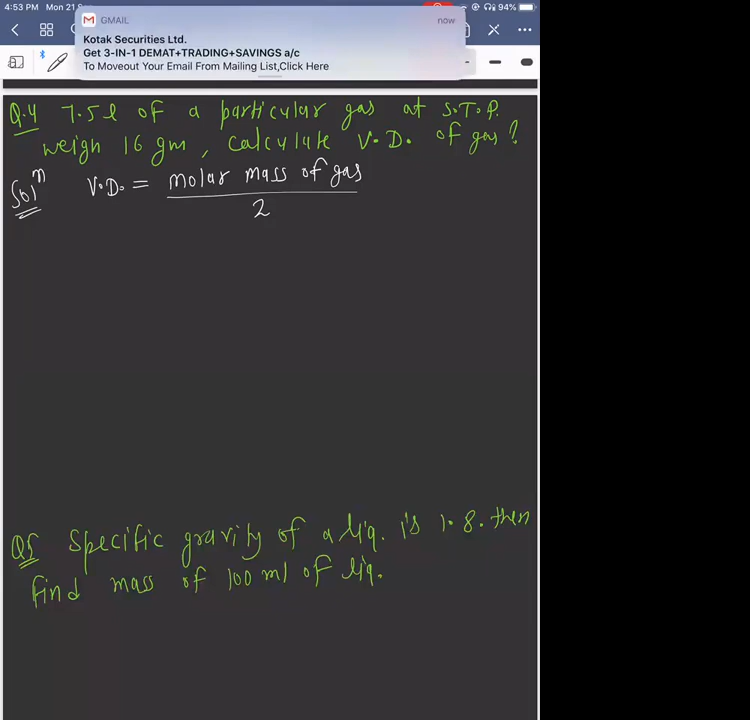 4:53 PM Mon 21 S
94%
GMAIL
now
Kotak Securities Ltd.
Get 3-IN-1 DEMAT+TRADING+SAVINGS a/c
To Moveout Your Email From Mailing List,Click Here
Q.4 7.5l of a particular gas at S.T.P.
weigh 16 gm, calculate V.D. of gas?
Solⁿ V.D. = molar mass of gas
2
Q5 Specific gravity of a liq. is 1.8. then
find mass of 100 ml of liq.